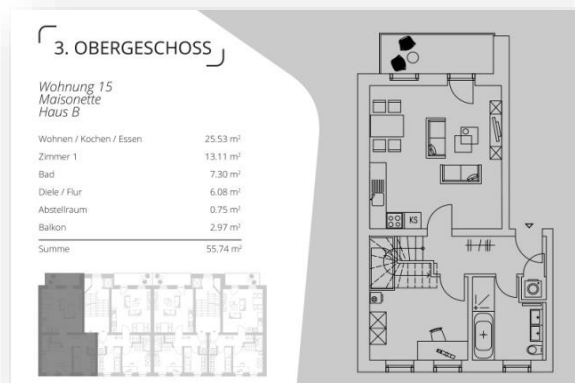 3. OBERGESCHOSS
Wohnung 15
Maisonette
Haus B
Wohnen / Kochen / Essen 25.53 m²
Zimmer 1 13.11 m²
Bad 7.30 m²
Diele / Flur 6.08 m²
Abstellraum 0.75 m²
Balkon 2.97 m²
Summe 55.74 m²
KS